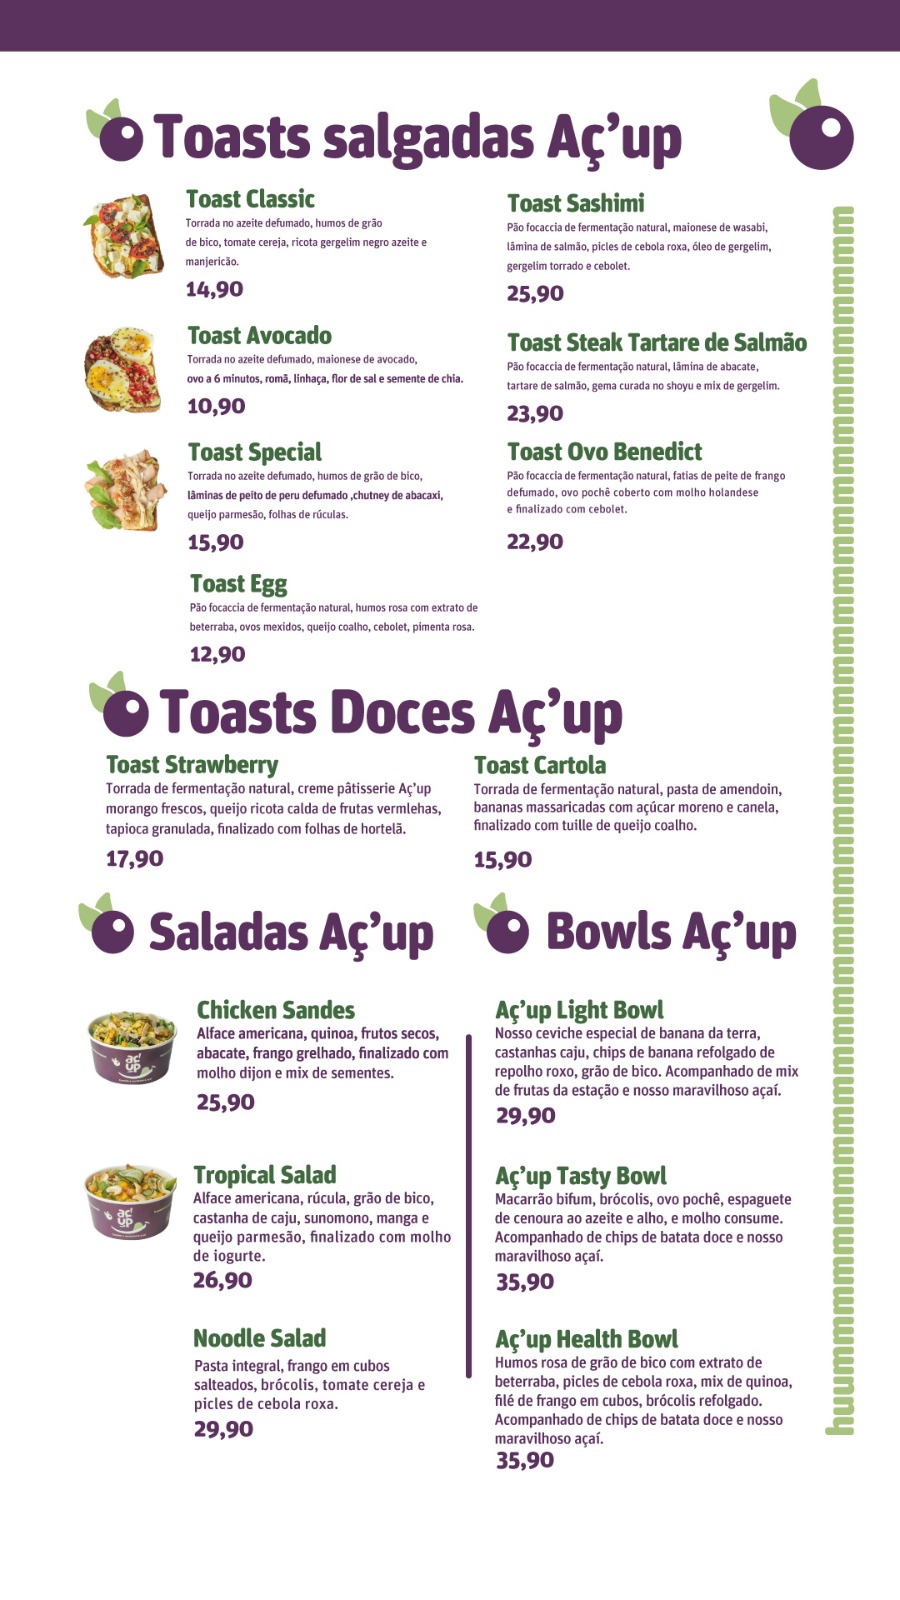 Toasts salgadas Aç'up
Toast Classic
Torrada no azeite defumado, humos de grão
de bico, tomate cereja, ricota gergelim negro azeite e
manjericão.
14,90
Toast Avocado
Torrada no azeite defumado, maionese de avocado,
ovo a 6 minutos, romã, linhaça, flor de sal e semente de chia.
10,90
Toast Special
Torrada no azeite defumado, humos de grão de bico,
lâminas de peito de peru defumado ,chutney de abacaxi,
queijo parmesão, folhas de rúculas.
15,90
Toast Egg
Pão focaccia de fermentação natural, humos rosa com extrato de
beterraba, ovos mexidos, queijo coalho, cebolet, pimenta rosa.
12,90
Toast Sashimi
Pão focaccia de fermentação natural, maionese de wasabi,
lâmina de salmão, picles de cebola roxa, óleo de gergelim,
gergelim torrado e cebolet.
25,90
Toast Steak Tartare de Salmão
Pão focaccia de fermentação natural, lâmina de abacate,
tartare de salmão, gema curada no shoyu e mix de gergelim.
23,90
Toast Ovo Benedict
Pão focaccia de fermentação natural, fatias de peite de frango
defumado, ovo pochê coberto com molho holandese
e finalizado com cebolet.
22,90
Toasts Doces Aç'up
Toast Strawberry
Torrada de fermentação natural, creme pâtisserie Aç'up
morango frescos, queijo ricota calda de frutas vermlehas,
tapioca granulada, finalizado com folhas de hortelã.
17,90
Toast Cartola
Torrada de fermentação natural, pasta de amendoin,
bananas massaricadas com açúcar moreno e canela,
finalizado com tuille de queijo coalho.
15,90
Saladas Aç'up
Chicken Sandes
Alface americana, quinoa, frutos secos,
abacate, frango grelhado, finalizado com
molho dijon e mix de sementes.
25,90
aç'
up
Tropical Salad
Alface americana, rúcula, grão de bico,
castanha de caju, sunomono, manga e
queijo parmesão, finalizado com molho
de iogurte.
26,90
aç'
up
Noodle Salad
Pasta integral, frango em cubos
salteados, brócolis, tomate cereja e
picles de cebola roxa.
29,90
Bowls Aç'up
Aç'up Light Bowl
Nosso ceviche especial de banana da terra,
castanhas caju, chips de banana refolgado de
repolho roxo, grão de bico. Acompanhado de mix
de frutas da estação e nosso maravilhoso açaí.
29,90
Aç'up Tasty Bowl
Macarrão bifum, brócolis, ovo pochê, espaguete
de cenoura ao azeite e alho, e molho consume.
Acompanhado de chips de batata doce e nosso
maravilhoso açaí.
35,90
Aç'up Health Bowl
Humos rosa de grão de bico com extrato de
beterraba, picles de cebola roxa, mix de quinoa,
filé de frango em cubos, brócolis refolgado.
Acompanhado de chips de batata doce e nosso
maravilhoso açaí.
35,90